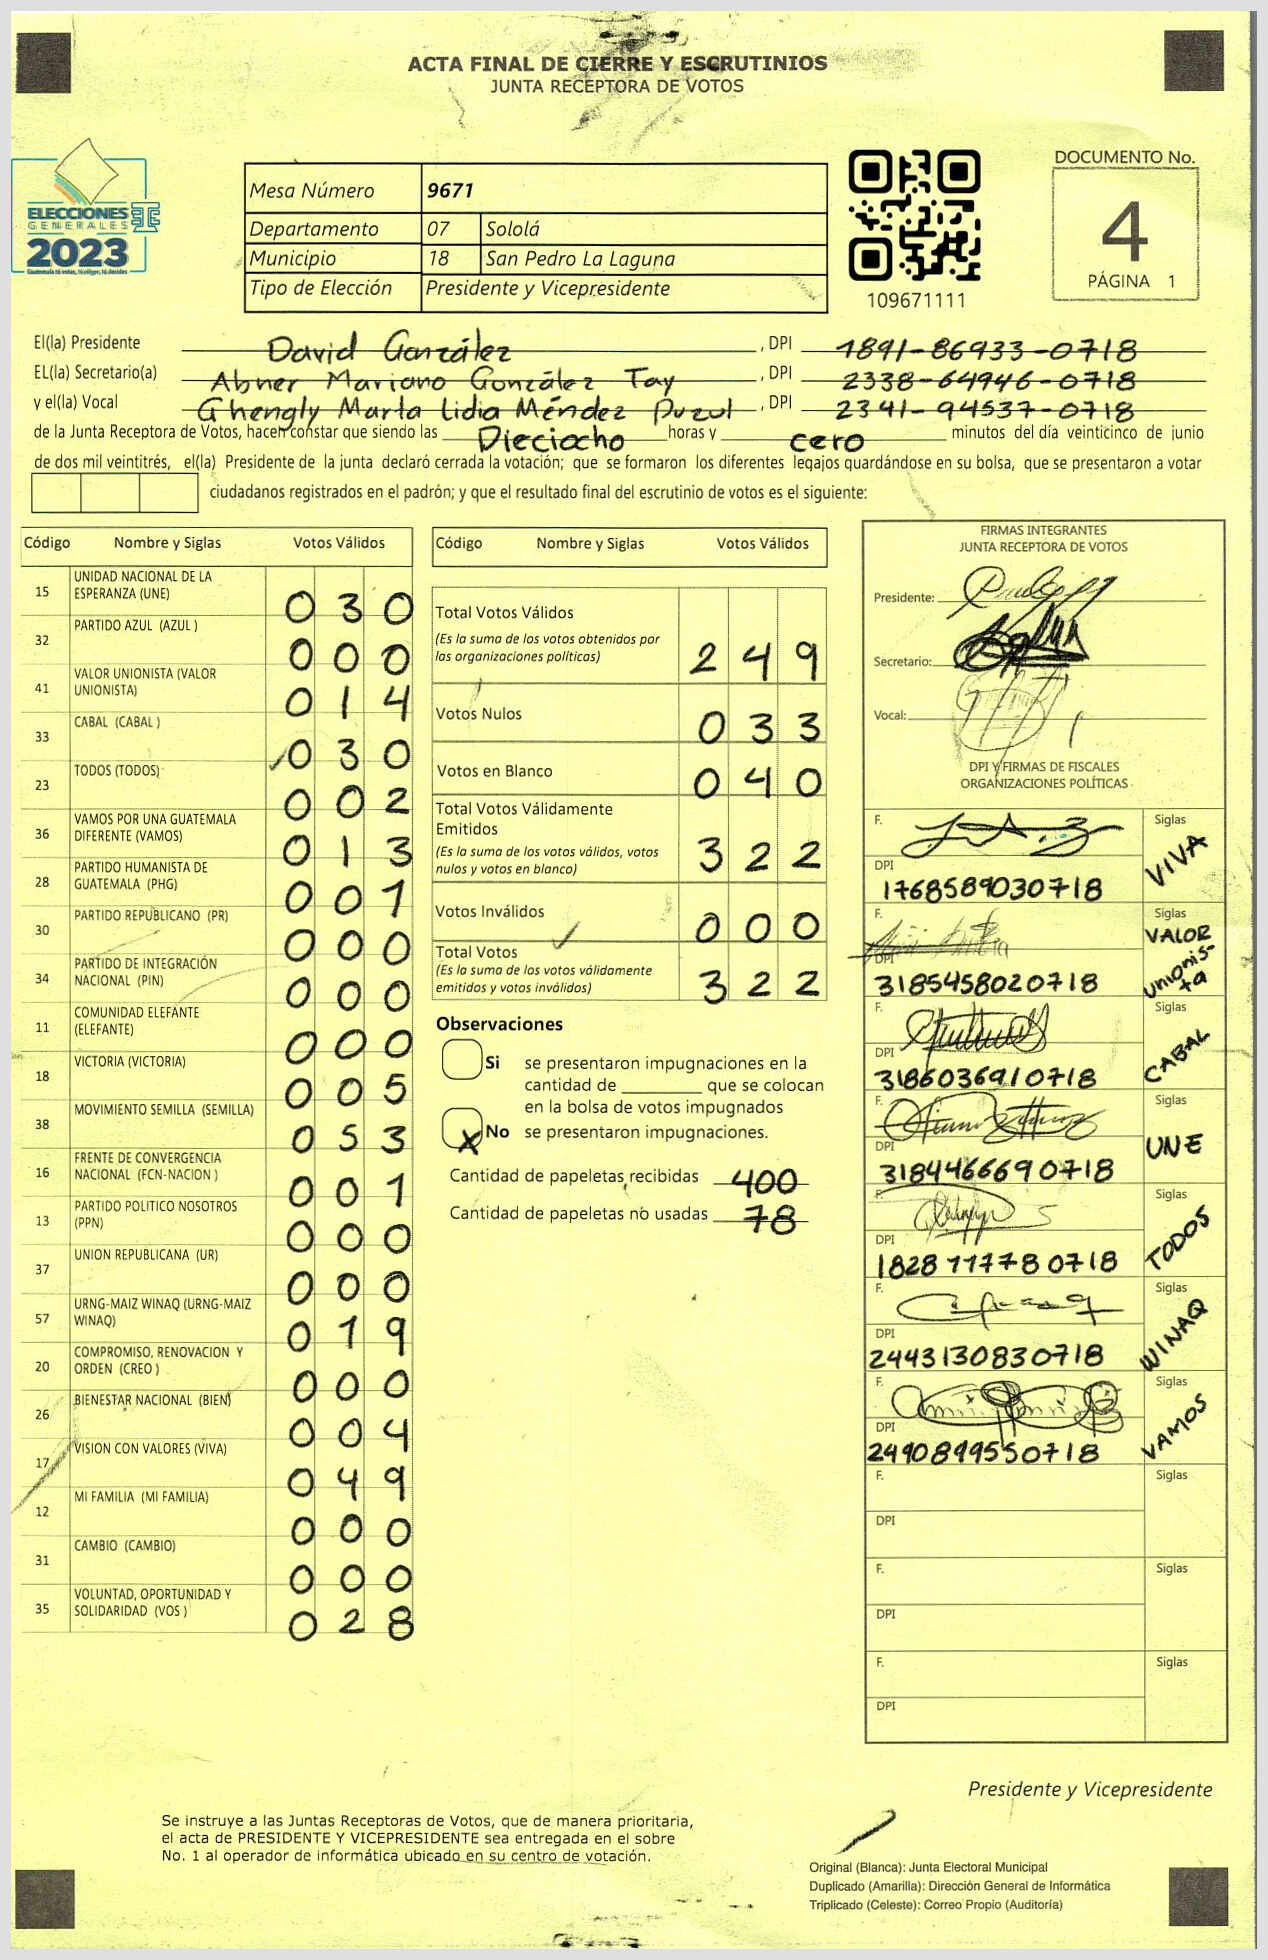 ACTA FINAL DE CIERRE Y ESCRUTINIOS
JUNTA RECEPTORA DE VOTOS
ELECCIONES
GENERALES
2023
Guatemala tú votas, tú eliges, tú decides
Mesa Número 9671
Departamento 07 Sololá
Municipio 18 San Pedro La Laguna
Tipo de Elección Presidente y Vicepresidente
109671111
DOCUMENTO No.
4
PÁGINA 1
El(la) Presidente David González , DPI 1891-86933-0718
EL(la) Secretario(a) Abner Mariano González Tay , DPI 2338-64946-0718
y el(la) Vocal Ghengly Marta Lidia Méndez Puzul , DPI 2341-94537-0718
de la Junta Receptora de Votos, hacen constar que siendo las Dieciocho horas y cero minutos del día veinticinco de junio
de dos mil veintitrés, el(la) Presidente de la junta declaró cerrada la votación; que se formaron los diferentes legajos guardándose en su bolsa, que se presentaron a votar
ciudadanos registrados en el padrón; y que el resultado final del escrutinio de votos es el siguiente:
Código Nombre y Siglas Votos Válidos
15 UNIDAD NACIONAL DE LA
ESPERANZA (UNE) 030
32 PARTIDO AZUL (AZUL ) 000
41 VALOR UNIONISTA (VALOR
UNIONISTA) 014
33 CABAL (CABAL ) 030
23 TODOS (TODOS) 002
36 VAMOS POR UNA GUATEMALA
DIFERENTE (VAMOS) 013
28 PARTIDO HUMANISTA DE
GUATEMALA (PHG) 001
30 PARTIDO REPUBLICANO (PR) 000
34 PARTIDO DE INTEGRACIÓN
NACIONAL (PIN) 000
11 COMUNIDAD ELEFANTE
(ELEFANTE) 000
18 VICTORIA (VICTORIA) 005
38 MOVIMIENTO SEMILLA (SEMILLA) 053
16 FRENTE DE CONVERGENCIA
NACIONAL (FCN-NACION ) 001
13 PARTIDO POLITICO NOSOTROS
(PPN) 000
37 UNION REPUBLICANA (UR) 000
57 URNG-MAIZ WINAQ (URNG-MAIZ
WINAQ) 019
20 COMPROMISO, RENOVACION Y
ORDEN (CREO ) 000
26 BIENESTAR NACIONAL (BIEN) 004
17 VISION CON VALORES (VIVA) 049
12 MI FAMILIA (MI FAMILIA) 000
31 CAMBIO (CAMBIO) 000
35 VOLUNTAD, OPORTUNIDAD Y
SOLIDARIDAD (VOS ) 028
Código Nombre y Siglas Votos Válidos
Total Votos Válidos
(Es la suma de los votos obtenidos por
las organizaciones políticas) 249
Votos Nulos 033
Votos en Blanco 040
Total Votos Válidamente
Emitidos
(Es la suma de los votos válidos, votos
nulos y votos en blanco) 322
Votos Inválidos 000
Total Votos
(Es la suma de los votos válidamente
emitidos y votos inválidos) 322
Observaciones
Si se presentaron impugnaciones en la
cantidad de ________ que se colocan
en la bolsa de votos impugnados
X No se presentaron impugnaciones.
Cantidad de papeletas recibidas 400
Cantidad de papeletas no usadas 78
FIRMAS INTEGRANTES
JUNTA RECEPTORA DE VOTOS
Presidente:
Secretario:
Vocal:
DPI Y FIRMAS DE FISCALES
ORGANIZACIONES POLÍTICAS
F. Siglas VIVA
DPI 1768589030718
F. Siglas VALOR
Unionis-
ta
DPI 3185458020718
F. Siglas CABAL
DPI 3186036910718
F. Siglas UNE
DPI 3184466690718
F. Siglas TODOS
DPI 1828117780718
F. Siglas WINAQ
DPI 2443130830718
F. Siglas VAMOS
DPI 2490899550718
F. Siglas
DPI
F. Siglas
DPI
F. Siglas
DPI
Presidente y Vicepresidente
Se instruye a las Juntas Receptoras de Votos, que de manera prioritaria,
el acta de PRESIDENTE Y VICEPRESIDENTE sea entregada en el sobre
No. 1 al operador de informática ubicado en su centro de votación.
Original (Blanca): Junta Electoral Municipal
Duplicado (Amarilla): Dirección General de Informática
Triplicado (Celeste): Correo Propio (Auditoría)